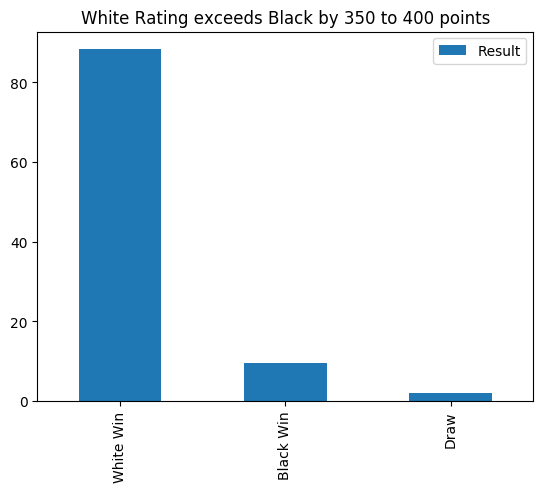 White Rating exceeds Black by 350 to 400 points
Result
80
60
40
20
0
White Win
Black Win
Draw